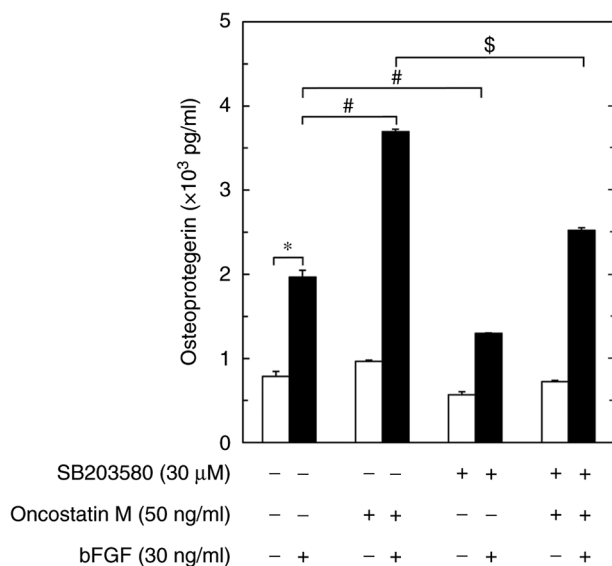 Osteoprotegerin (×10³ pg/ml)
5
4
3
2
1
0
$
#
#
*
SB203580 (30 μM) – – – – + + + +
Oncostatin M (50 ng/ml) – – + + – – + +
bFGF (30 ng/ml) – + – + – + – +